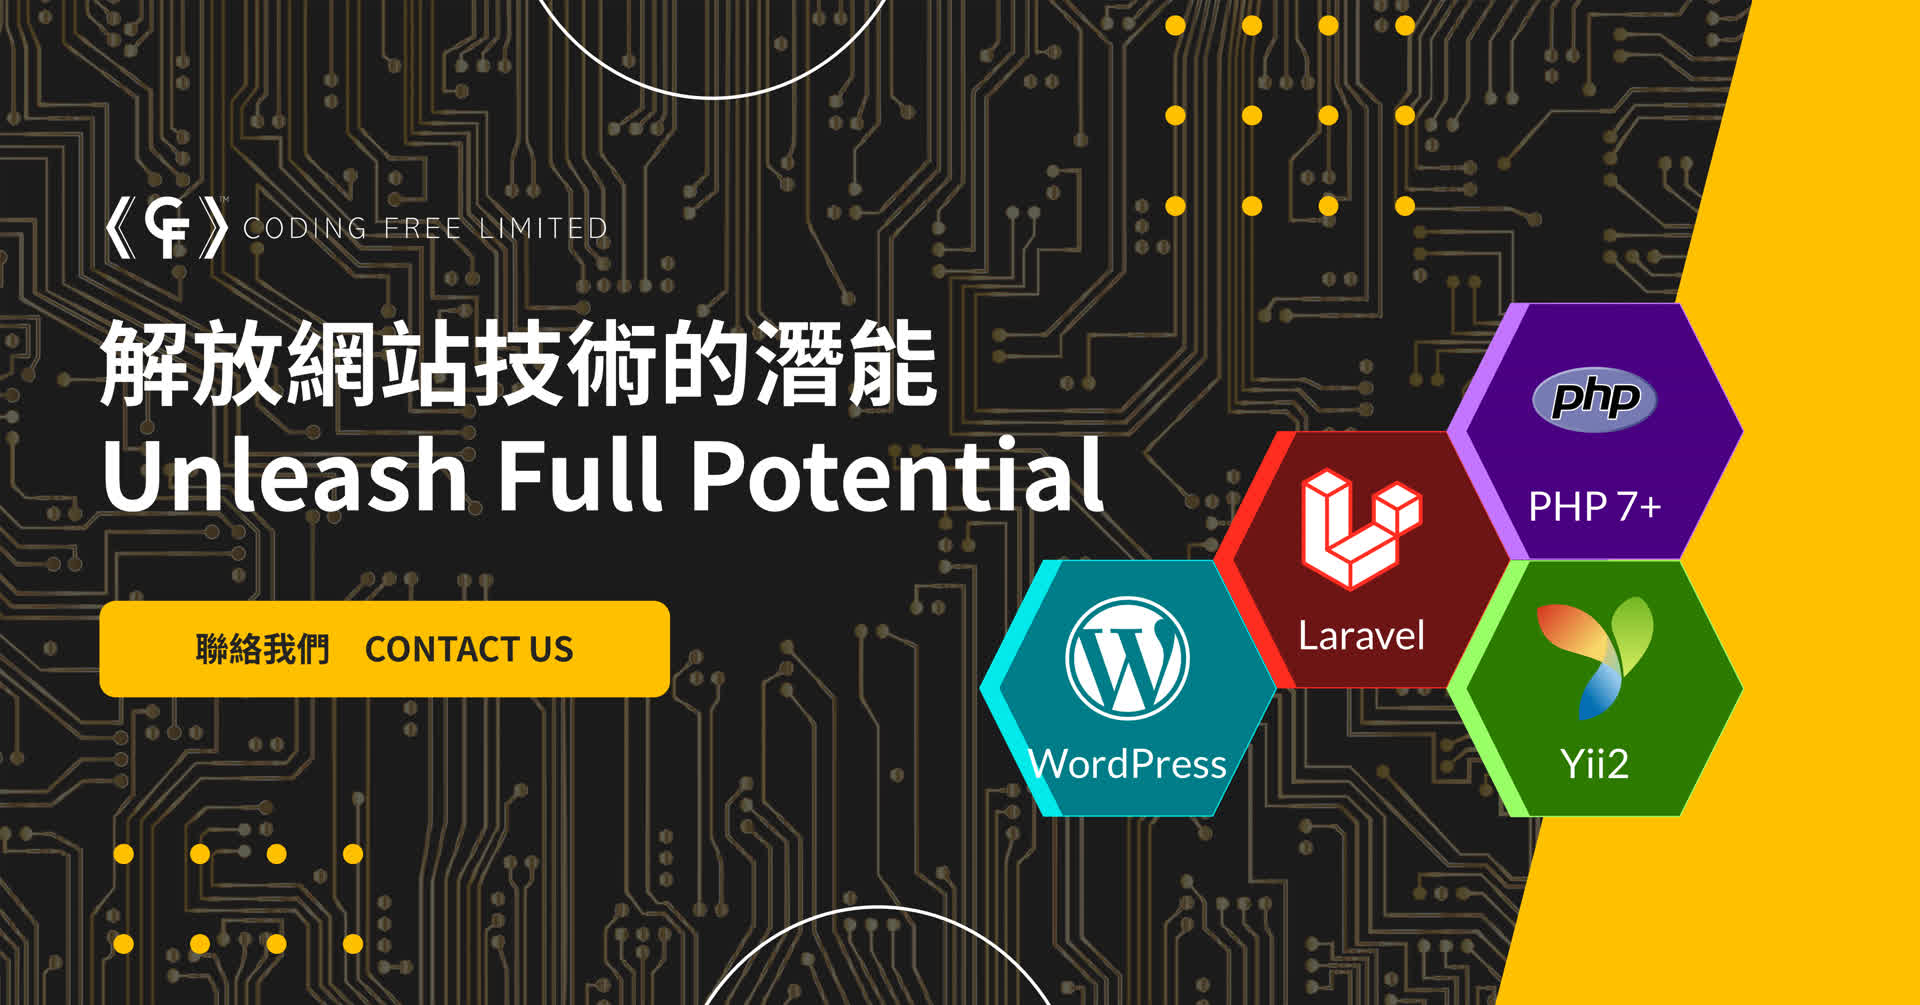 CF™ CODING FREE LIMITED
解放網站技術的潛能
Unleash Full Potential
聯絡我們 CONTACT US
php
PHP 7+
Laravel
WordPress
Yii2